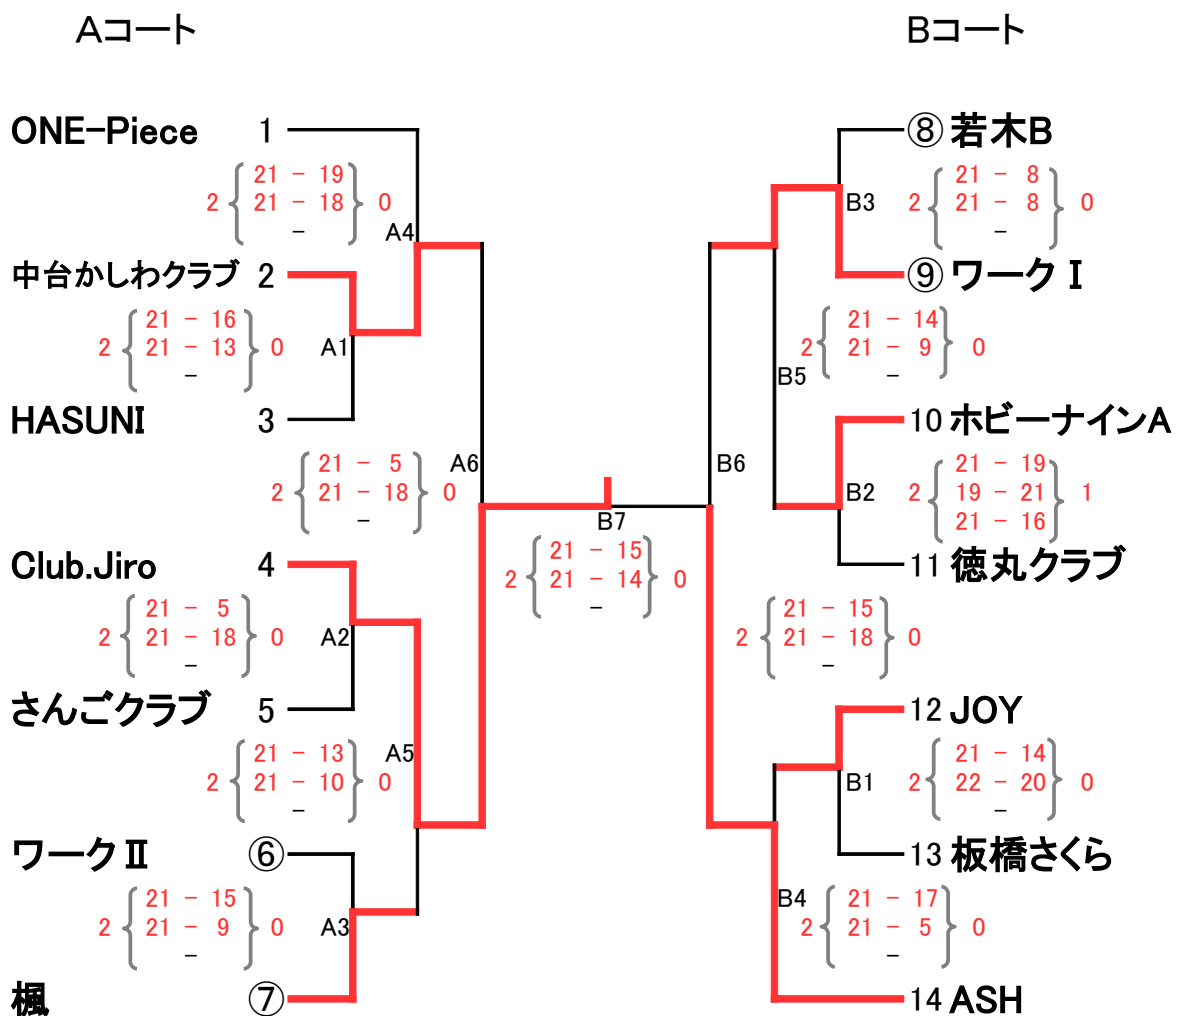 Aコート
Bコート
ONE-Piece 1
⑧ 若木B
21 - 19
2 21 - 18 0
-
A4
21 - 8
B3 2 21 - 8 0
-
中台かしわクラブ 2
⑨ ワークⅠ
21 - 16
2 21 - 13 0
-
A1
21 - 14
2 21 - 9 0
-
B5
HASUNI 3
10 ホビーナインA
21 - 5
2 21 - 18 0
-
A6
B6
21 - 19
B2 2 19 - 21 1
21 - 16
B7
21 - 15
2 21 - 14 0
-
Club.Jiro 4
11 徳丸クラブ
21 - 5
2 21 - 18 0
-
A2
21 - 15
2 21 - 18 0
-
さんごクラブ 5
12 JOY
21 - 13
2 21 - 10 0
-
A5
21 - 14
B1 2 22 - 20 0
-
ワークⅡ ⑥
13 板橋さくら
21 - 15
2 21 - 9 0
-
A3
B4
21 - 17
2 21 - 5 0
-
楓 ⑦
14 ASH